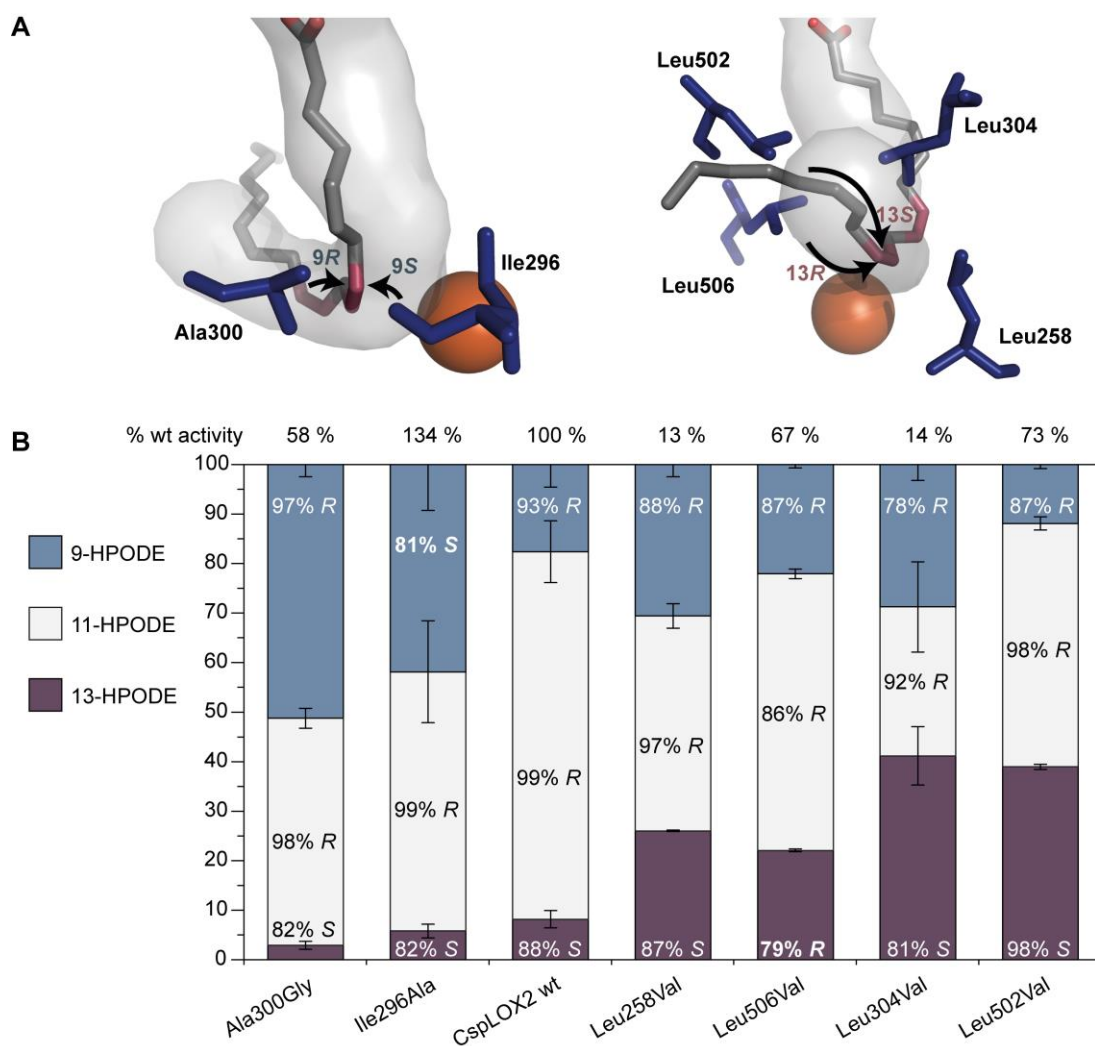 A
9R
9S
Ile296
Ala300
Leu502
Leu304
13S
13R
Leu506
Leu258
B
% wt activity 58 % 134 % 100 % 13 % 67 % 14 % 73 %
9-HPODE
11-HPODE
13-HPODE
100
90
80
70
60
50
40
30
20
10
0
97% R
98% R
82% S
81% S
99% R
82% S
93% R
99% R
88% S
88% R
97% R
87% S
87% R
86% R
79% R
78% R
92% R
81% S
87% R
98% R
98% S
Ala300Gly
Ile296Ala
CspLOX2 wt
Leu258Val
Leu506Val
Leu304Val
Leu502Val